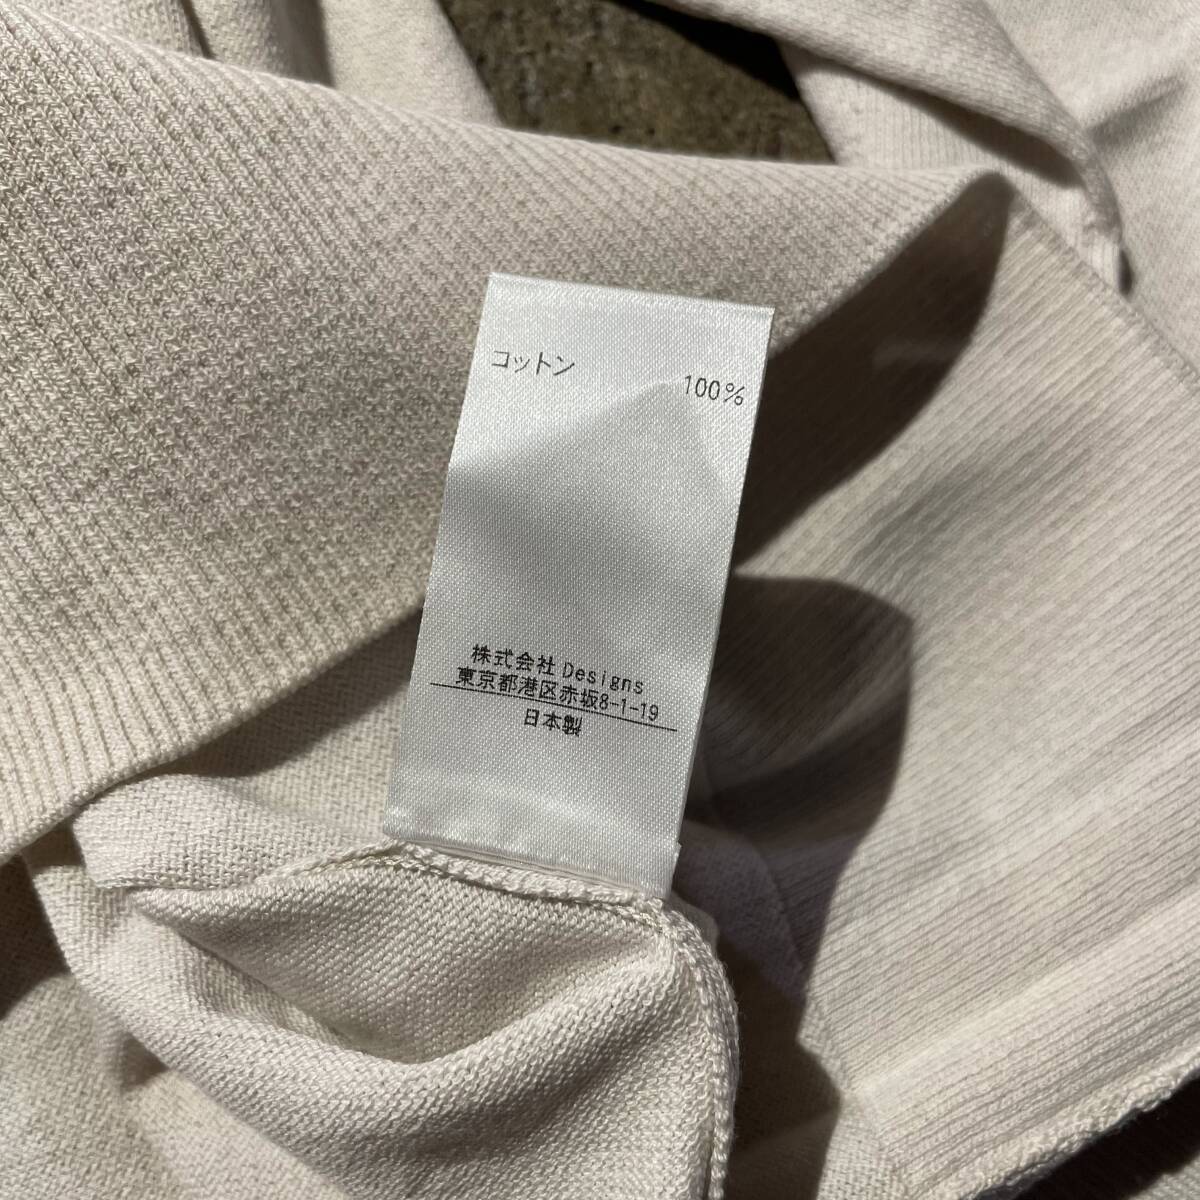 コットン 100%
株式会社 Designs
東京都港区赤坂8-1-19
日本製